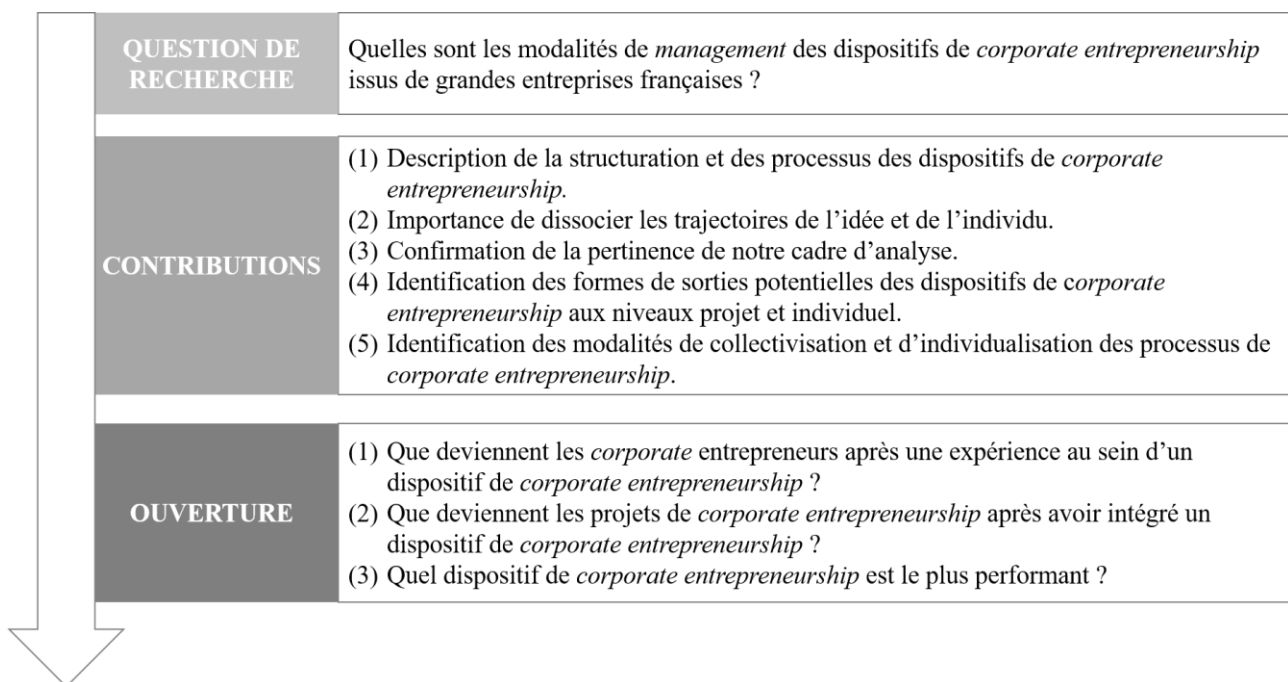 QUESTION DE
RECHERCHE
Quelles sont les modalités de management des dispositifs de corporate entrepreneurship
issus de grandes entreprises françaises ?
CONTRIBUTIONS
(1) Description de la structuration et des processus des dispositifs de corporate
entrepreneurship.
(2) Importance de dissocier les trajectoires de l’idée et de l’individu.
(3) Confirmation de la pertinence de notre cadre d’analyse.
(4) Identification des formes de sorties potentielles des dispositifs de corporate
entrepreneurship aux niveaux projet et individuel.
(5) Identification des modalités de collectivisation et d’individualisation des processus de
corporate entrepreneurship.
OUVERTURE
(1) Que deviennent les corporate entrepreneurs après une expérience au sein d’un
dispositif de corporate entrepreneurship ?
(2) Que deviennent les projets de corporate entrepreneurship après avoir intégré un
dispositif de corporate entrepreneurship ?
(3) Quel dispositif de corporate entrepreneurship est le plus performant ?